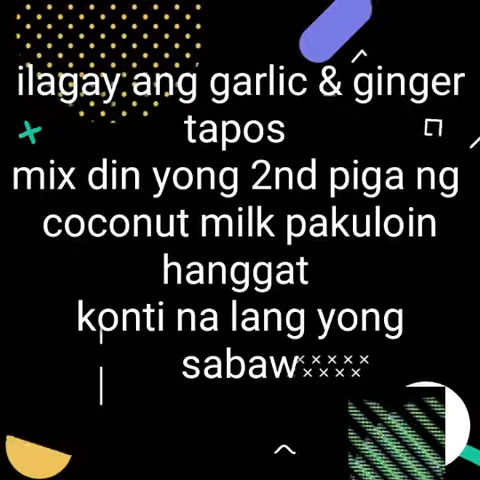 ilagay ang garlic & ginger
tapos
mix din yong 2nd piga ng
coconut milk pakuloin
hanggat
konti na lang yong
sabaw